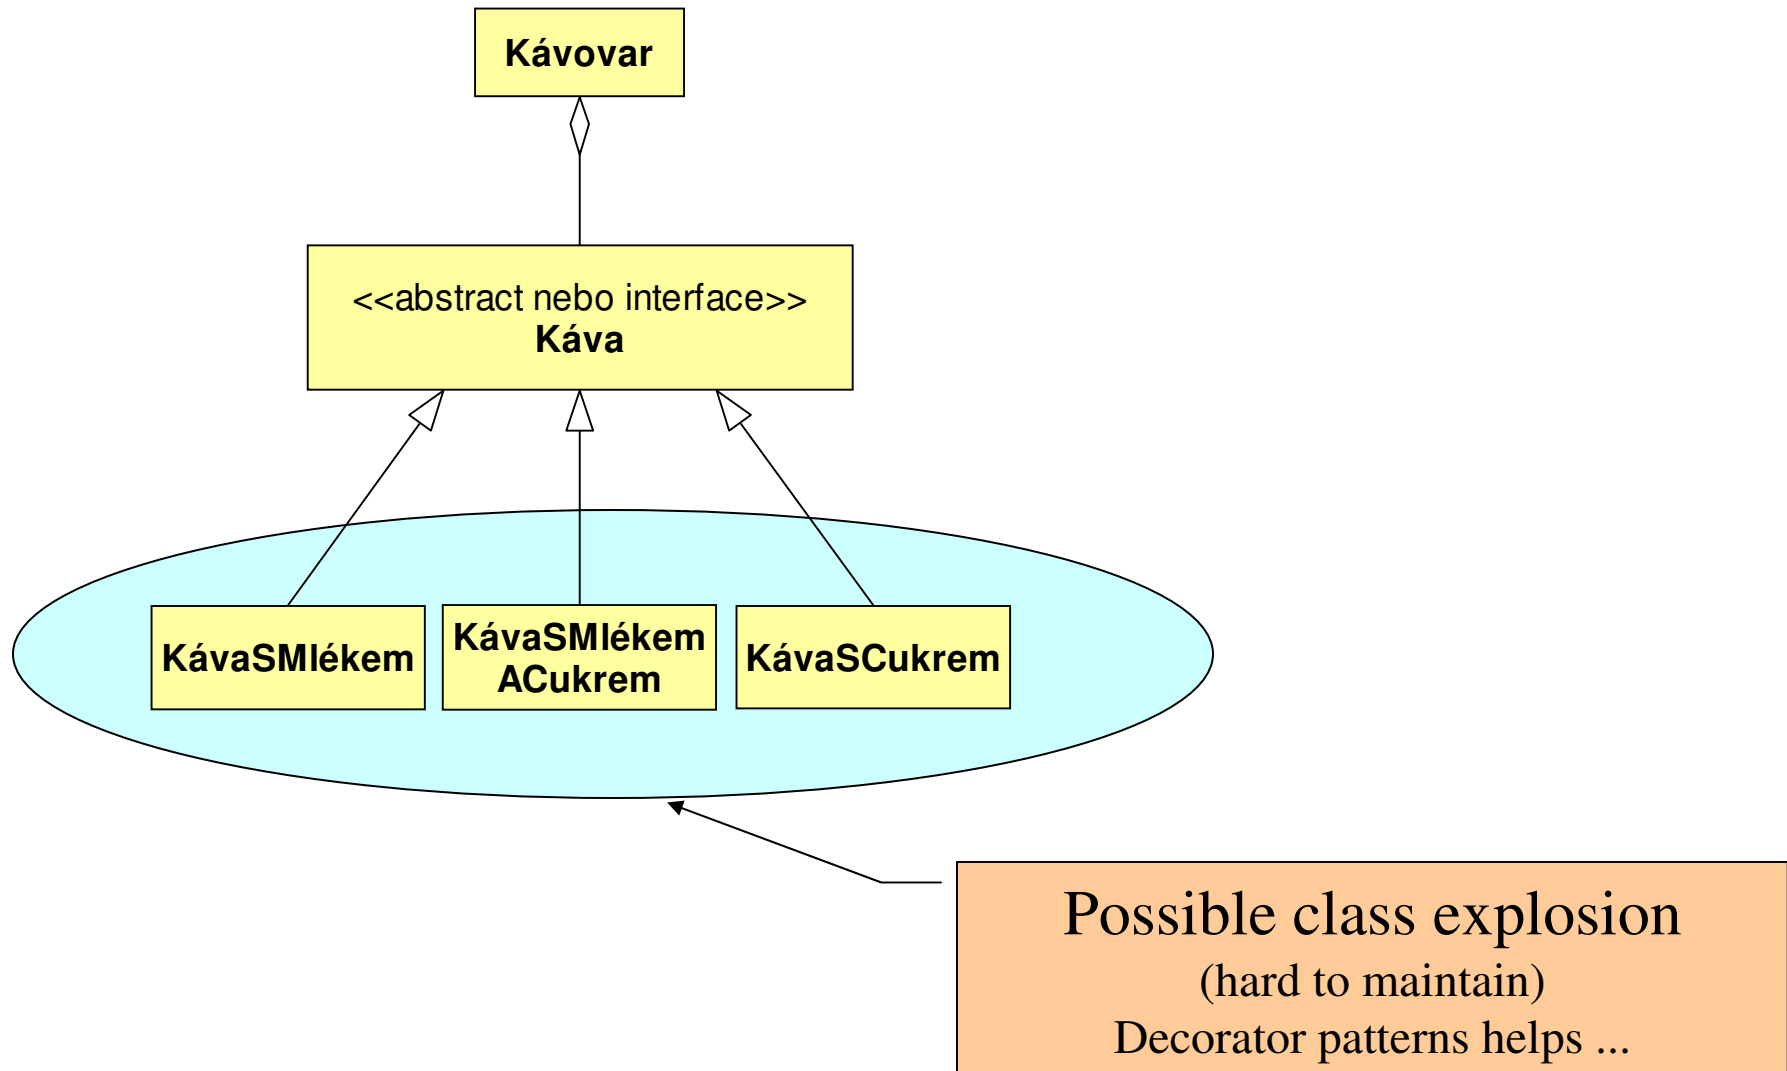 Kávovar
<<abstract nebo interface>>
Káva
KávaSMlékem
KávaSMlékem
ACukrem
KávaSCukrem
Possible class explosion
(hard to maintain)
Decorator patterns helps ...